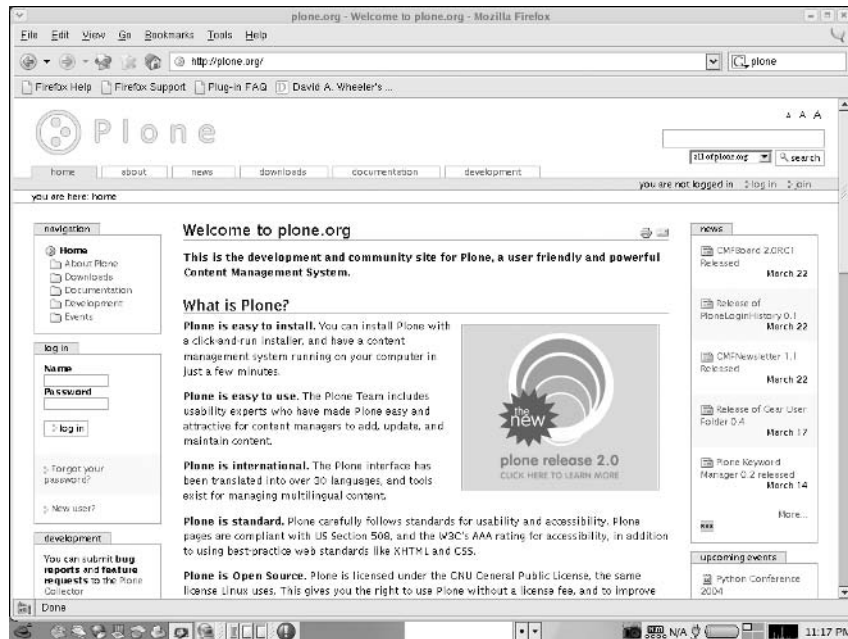 plone.org - Welcome to plone.org - Mozilla Firefox
File Edit View Go Bookmarks Tools Help
http://plone.org/
plone
Firefox Help Firefox Support Plug-in FAQ David A. Wheeler's ...
Plone
A A A
all of plone.org search
home about news downloads documentation development
you are not logged in log in join
you are here: home
navigation
Home
About Plone
Downloads
Documentation
Development
Events
log in
Name
Password
log in
Forgot your
password?
New user?
development
You can submit bug
reports and feature
requests to the Plone
Collector
Welcome to plone.org
This is the development and community site for Plone, a user friendly and powerful
Content Management System.
What is Plone?
Plone is easy to install. You can install Plone with
a click-and-run installer, and have a content
management system running on your computer in
just a few minutes.
Plone is easy to use. The Plone Team includes
usability experts who have made Plone easy and
attractive for content managers to add, update, and
maintain content.
Plone is international. The Plone interface has
been translated into over 30 languages, and tools
exist for managing multilingual content.
the new
plone release 2.0
CLICK HERE TO LEARN MORE
Plone is standard. Plone carefully follows standards for usability and accessibility. Plone
pages are compliant with US Section 508, and the W3C's AAA rating for accessibility, in addition
to using best-practice web standards like XHTML and CSS.
Plone is Open Source. Plone is licensed under the GNU General Public License, the same
license Linux uses. This gives you the right to use Plone without a license fee, and to improve
news
CMFBoard 2.0RC1
Released
March 22
Release of
PloneLoginHistory 0.1
March 22
CMFNewsletter 1.1
Released
March 22
Release of Gear User
Folder 0.4
March 17
Plone Keyword
Manager 0.2 released
March 14
More...
upcoming events
Python Conference
2004
Done
N/A
11:17 PM